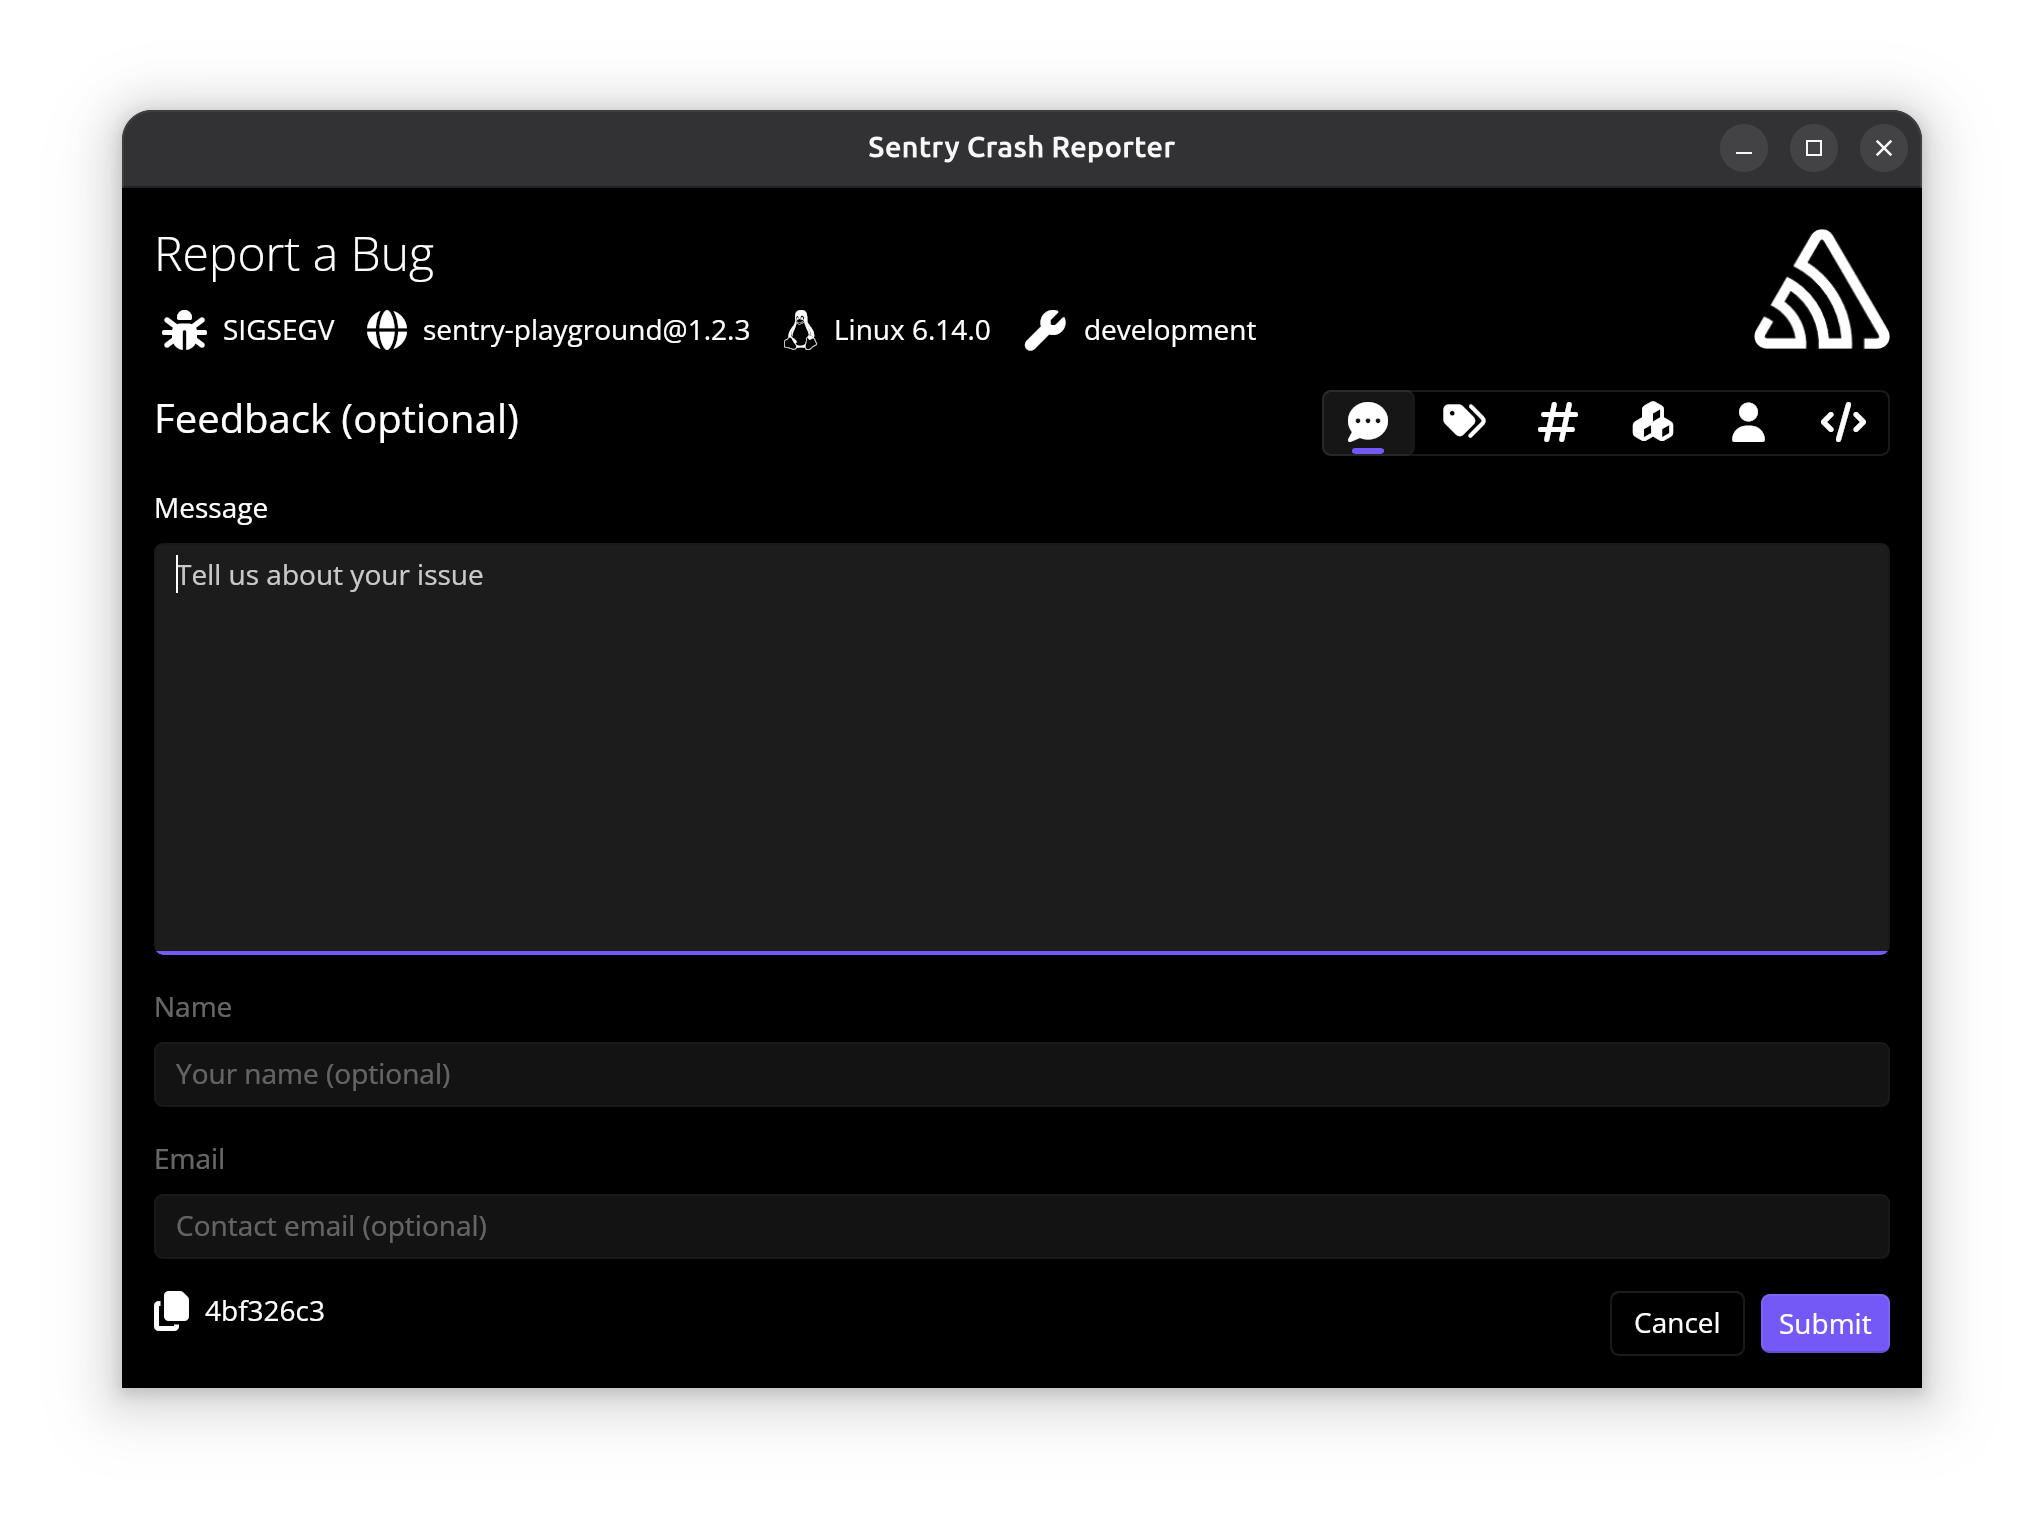 Sentry Crash Reporter
Report a Bug
SIGSEGV sentry-playground@1.2.3 Linux 6.14.0 development
Feedback (optional)
Message
Tell us about your issue
Name
Your name (optional)
Email
Contact email (optional)
4bf326c3
Cancel Submit